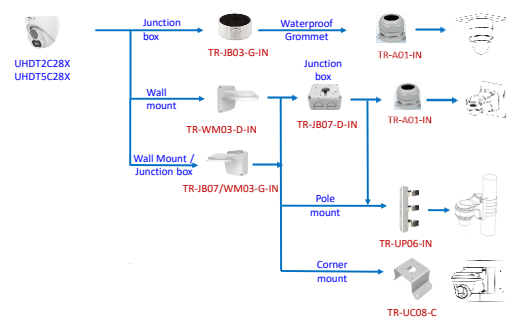 Junction
box
Waterproof
Grommet
UHDT2C28X
UHDT5C28X
TR-JB03-G-IN
TR-A01-IN
Junction
box
Wall
mount
TR-WM03-D-IN
TR-JB07-D-IN
TR-A01-IN
Wall Mount /
Junction box
TR-JB07/WM03-G-IN
Pole
mount
TR-UP06-IN
Corner
mount
TR-UC08-C